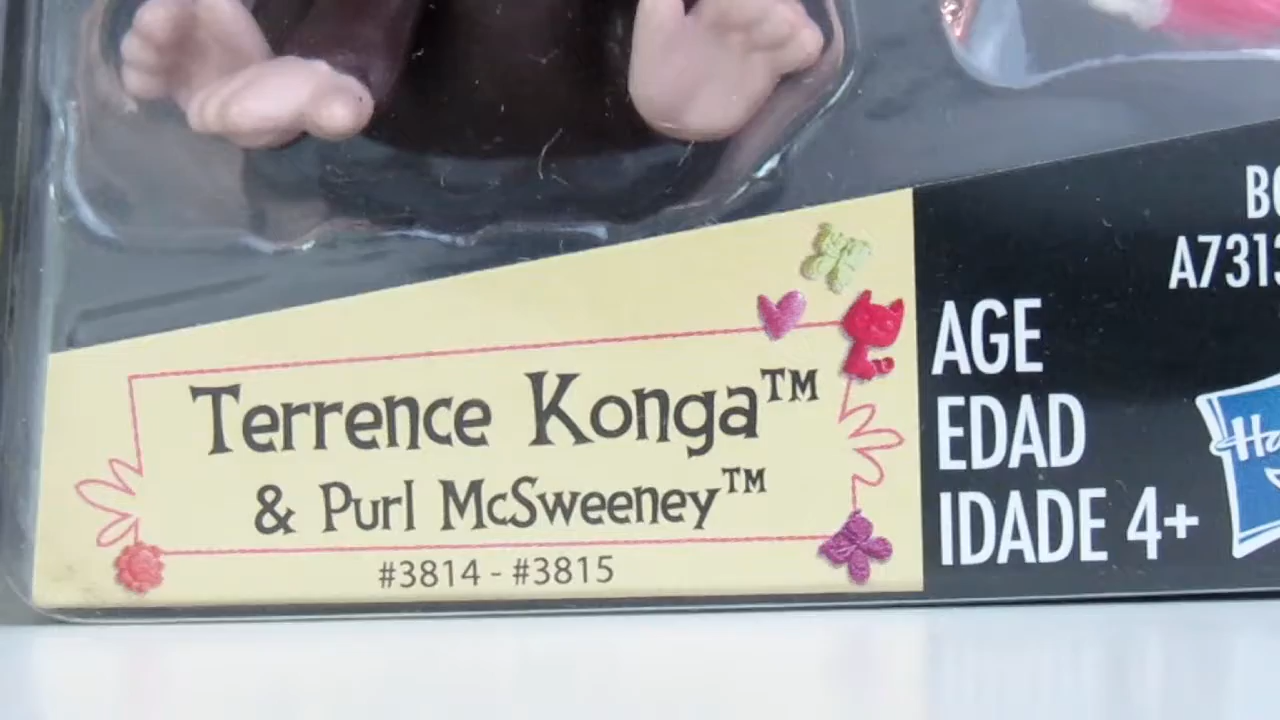 Terrence Konga™
& Purl McSweeney™
#3814 - #3815
AGE
EDAD
IDADE 4+